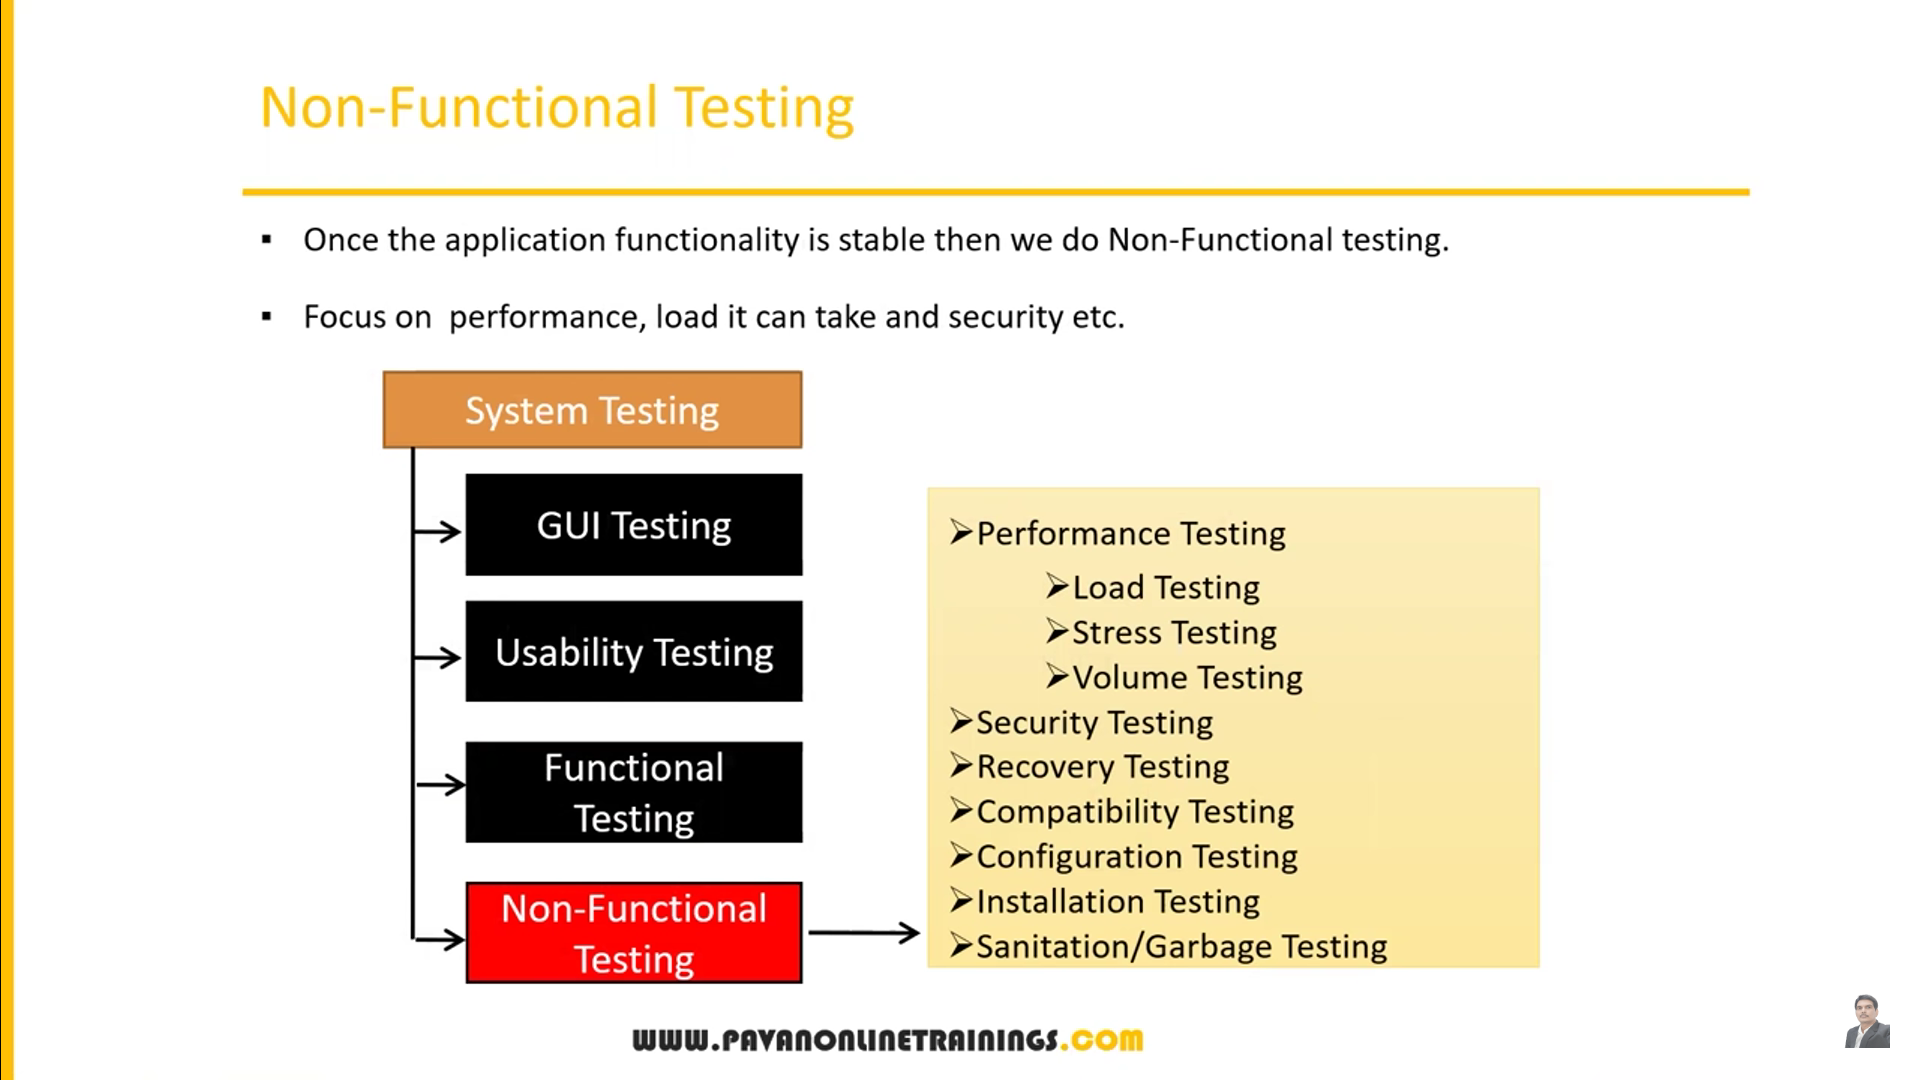 Non-Functional Testing
▪ Once the application functionality is stable then we do Non-Functional testing.
▪ Focus on  performance, load it can take and security etc.
System Testing
GUI Testing
Usability Testing
Functional
Testing
Non-Functional
Testing
➢Performance Testing
➢Load Testing
➢Stress Testing
➢Volume Testing
➢Security Testing
➢Recovery Testing
➢Compatibility Testing
➢Configuration Testing
➢Installation Testing
➢Sanitation/Garbage Testing
WWW.PAVANONLINETRAININGS.COM